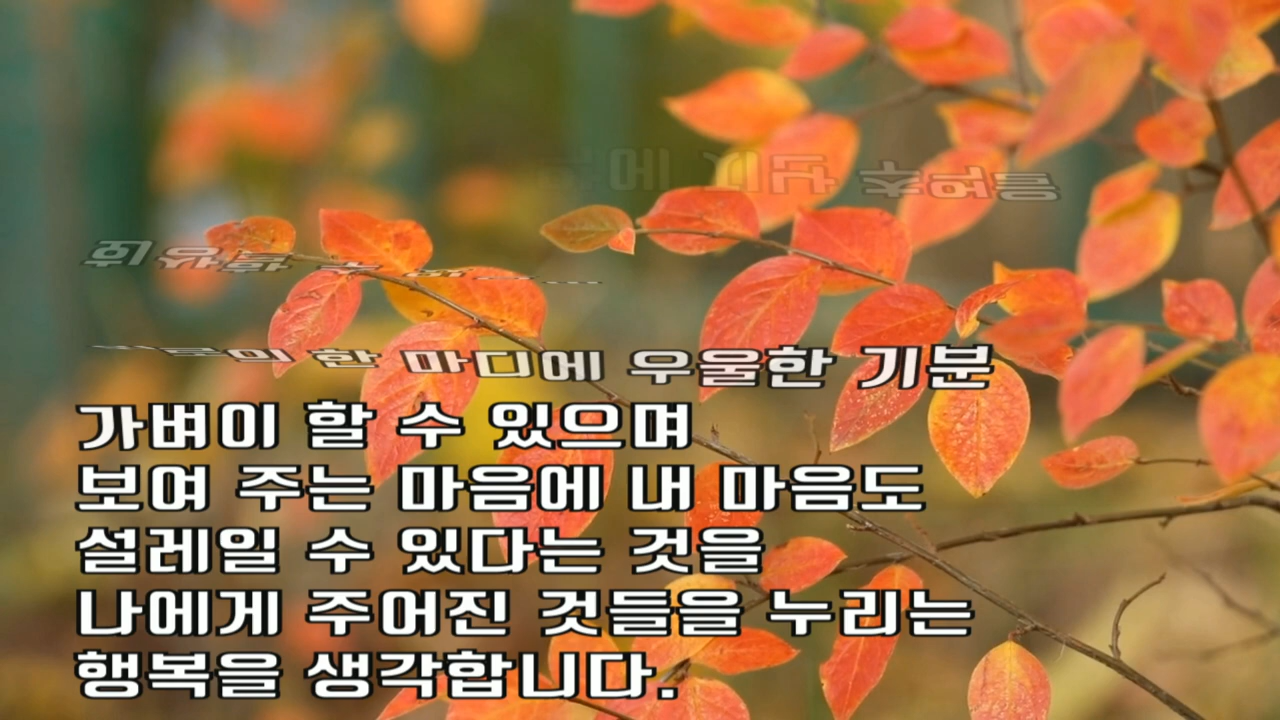 한 마디에 우울한 기분
가벼이 할 수 있으며
보여 주는 마음에 내 마음도
설레일 수 있다는 것을
나에게 주어진 것들을 누리는
행복을 생각합니다.